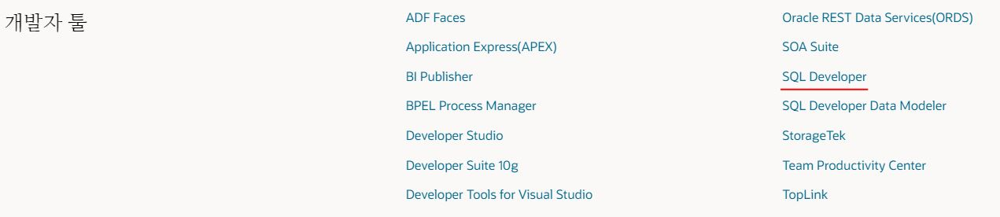 개발자 툴
ADF Faces
Application Express(APEX)
BI Publisher
BPEL Process Manager
Developer Studio
Developer Suite 10g
Developer Tools for Visual Studio
Oracle REST Data Services(ORDS)
SOA Suite
SQL Developer
SQL Developer Data Modeler
StorageTek
Team Productivity Center
TopLink